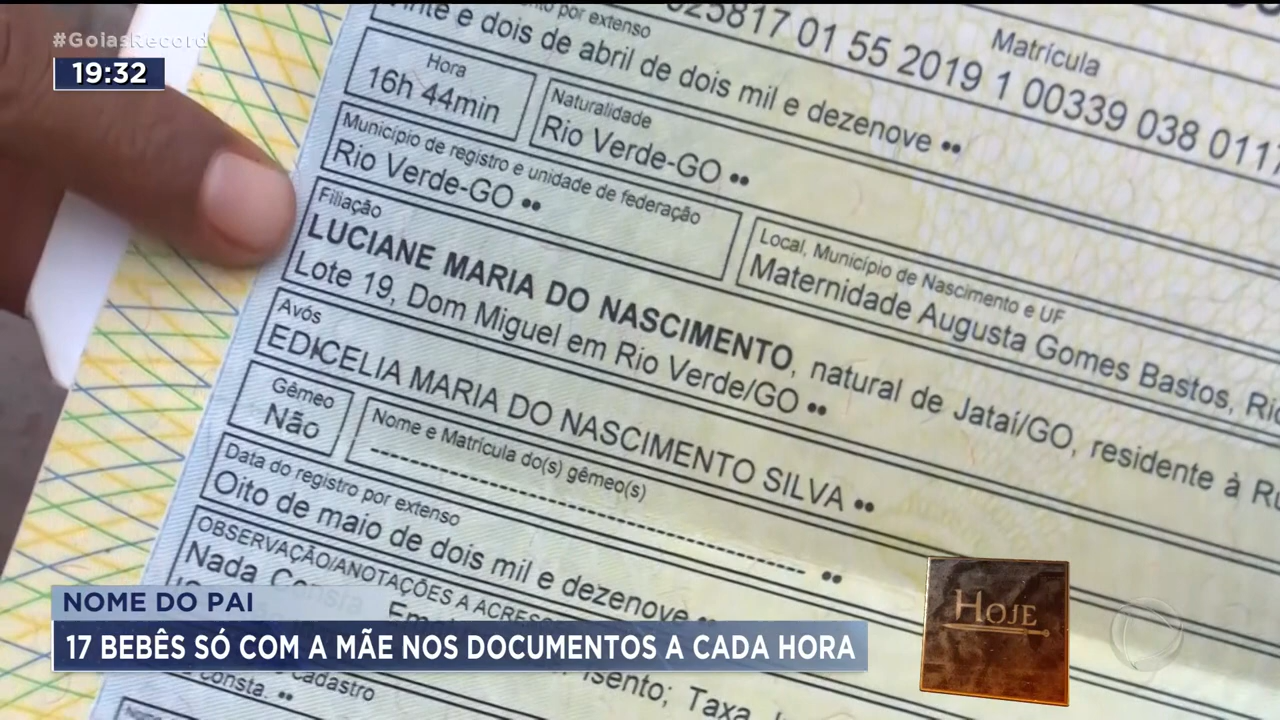 #GoiasRecord
19:32
por extenso
Matrícula
025817 01 55 2019 1 00339 038 0117
Vinte e dois de abril de dois mil e dezenove ••
Hora
16h 44min
Naturalidade
Rio Verde-GO ••
Município de registro e unidade de federação
Rio Verde-GO ••
Local, Município de Nascimento e UF
Maternidade Augusta Gomes Bastos, Rio
Filiação
LUCIANE MARIA DO NASCIMENTO, natural de Jataí/GO, residente à
Lote 19, Dom Miguel em Rio Verde/GO ••
Avós
EDICELIA MARIA DO NASCIMENTO SILVA ••
Gêmeo
Não
Nome e Matrícula do(s) gêmeo(s)
••
Data do registro por extenso
Oito de maio de dois mil e dezenove ••
OBSERVAÇÃO/ANOTAÇÕES A
Nada Consta
Isento; Taxa
cadastro
consta. ••
HOJE
NOME DO PAI
17 BEBÊS SÓ COM A MÃE NOS DOCUMENTOS A CADA HORA